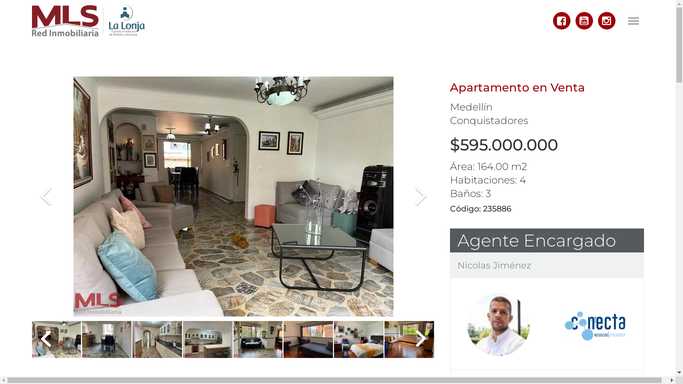 MLS
Red Inmobiliaria
La Lonja
Apartamento en Venta
Medellín
Conquistadores
$595.000.000
Área: 164.00 m2
Habitaciones: 4
Baños: 3
Código: 235886
Agente Encargado
Nicolas Jiménez
conecta
MLS
Red Inmobiliaria